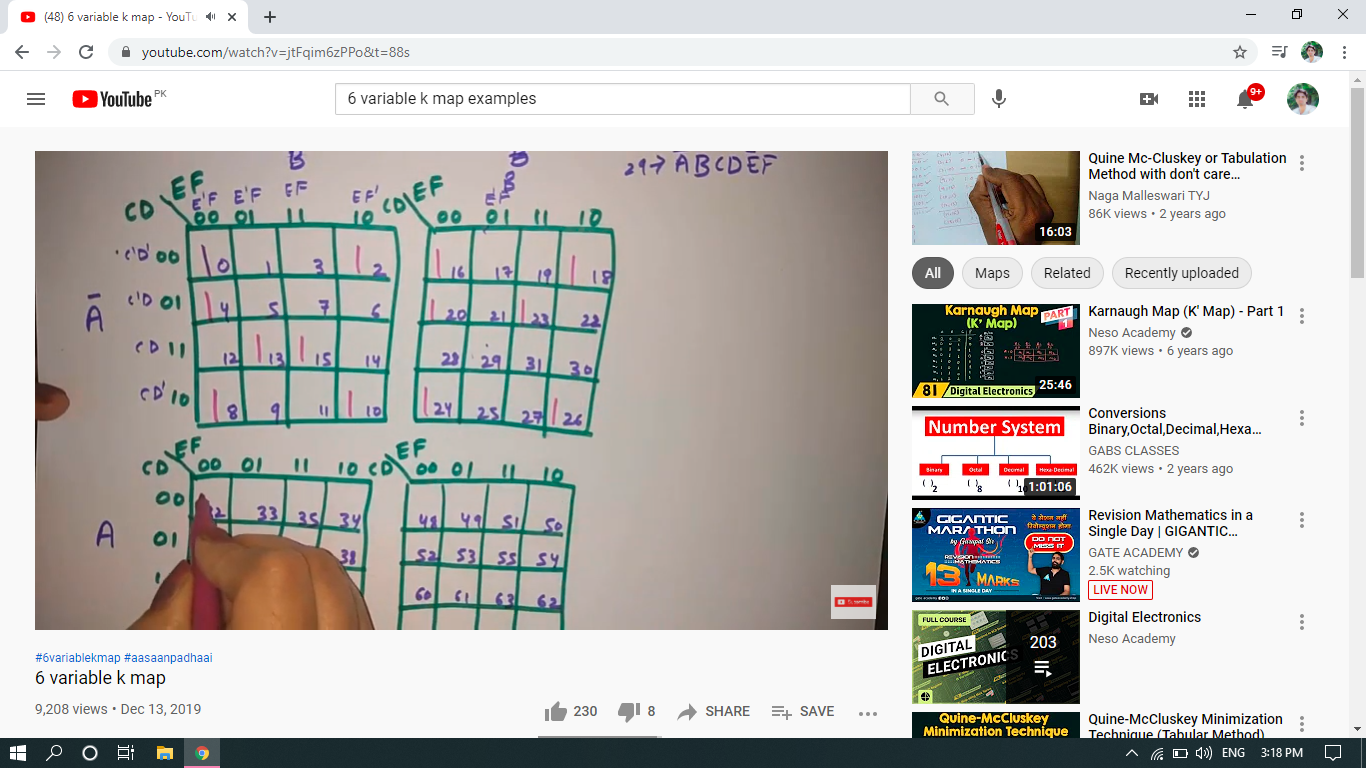 (48) 6 variable k map - YouTu
youtube.com/watch?v=jtFqim6zPPo&t=88s
YouTube PK
6 variable k map examples
9+
B
B
29→ ABCDEF
CD EF
E'F EF EF'
00 01 11 10
C'D' 00 0 1 3 2
C'D 01 4 5 7 6
CD 11 12 13 15 14
CD' 10 8 9 11 10
Ā
CD EF
E'F
00 01 11 10
16 17 19 18
20 21 23 22
28 29 31 30
24 25 27 26
CD EF
00 01 11 10
00 33 35 34
01 38
A
CD EF
00 01 11 10
48 49 51 50
52 53 55 54
60 61 63 62
#6variablekmap #aasaanpadhaai
6 variable k map
9,208 views • Dec 13, 2019
230
8
SHARE
SAVE
Quine Mc-Cluskey or Tabulation
Method with don't care...
Naga Malleswari TYJ
86K views • 2 years ago
16:03
All
Maps
Related
Recently uploaded
Karnaugh Map
(K' Map)
PART 1
81 Digital Electronics
25:46
Karnaugh Map (K' Map) - Part 1
Neso Academy
897K views • 6 years ago
Number System
Binary Octal Decimal Hexa-Decimal
( )2 ( )8
1:01:06
Conversions
Binary,Octal,Decimal,Hexa...
GABS CLASSES
462K views • 2 years ago
GIGANTIC
MARATHON
by Gurupal Sir
REVISION
MATHEMATICS
13 MARKS
IN A SINGLE DAY
DO NOT
MISS IT
Revision Mathematics in a
Single Day | GIGANTIC...
GATE ACADEMY
2.5K watching
LIVE NOW
FULL COURSE
DIGITAL
ELECTRONICS
203
Digital Electronics
Neso Academy
Quine-McCluskey
Minimization Technique
Quine-McCluskey Minimization
Technique (Tabular Method)
ENG
3:18 PM